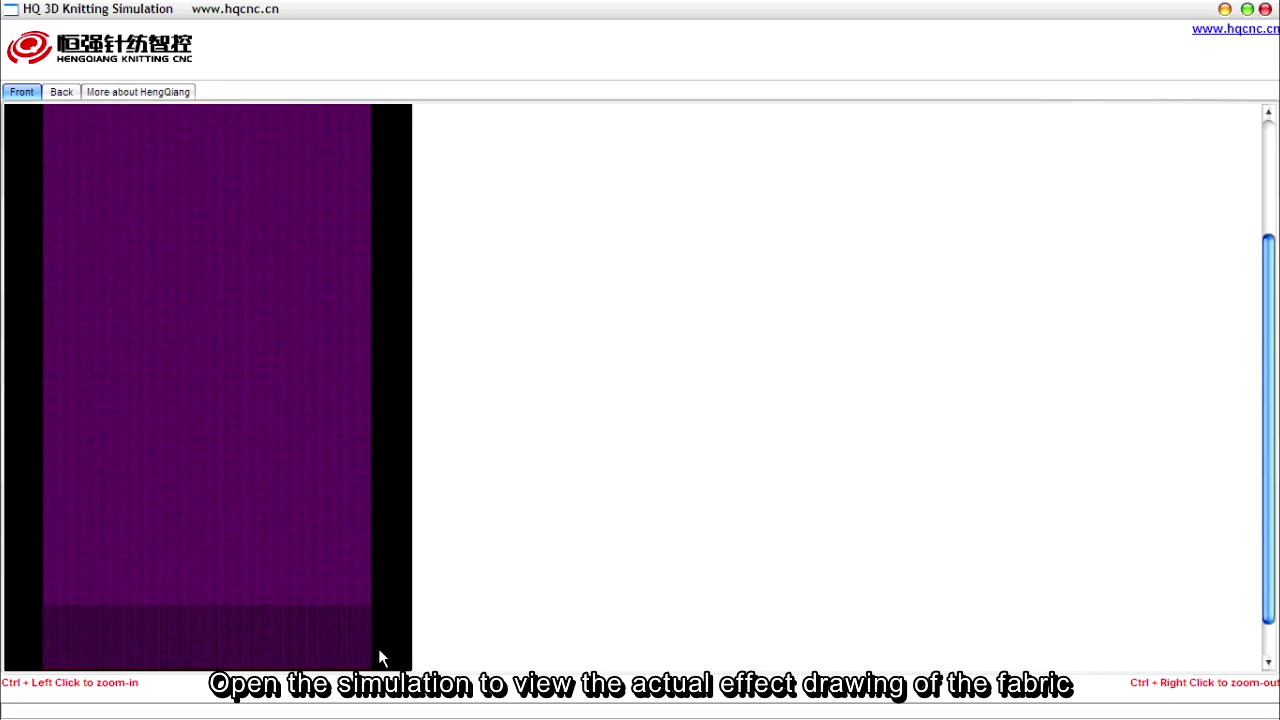 HQ 3D Knitting Simulation www.hqcnc.cn
www.hqcnc.cn
恒强针纺智控
HENGQIANG KNITTING CNC
Front Back More about HengQiang
Open the simulation to view the actual effect drawing of the fabric
Ctrl + Left Click to zoom-in
Ctrl + Right Click to zoom-out